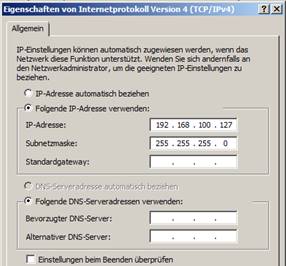 Eigenschaften von Internetprotokoll Version 4 (TCP/IPv4)
Allgemein
IP-Einstellungen können automatisch zugewiesen werden, wenn das
Netzwerk diese Funktion unterstützt. Wenden Sie sich andernfalls an
den Netzwerkadministrator, um die geeigneten IP-Einstellungen zu
beziehen.
IP-Adresse automatisch beziehen
Folgende IP-Adresse verwenden:
IP-Adresse: 192 . 168 . 100 . 127
Subnetzmaske: 255 . 255 . 255 . 0
Standardgateway: . . .
DNS-Serveradresse automatisch beziehen
Folgende DNS-Serveradressen verwenden:
Bevorzugter DNS-Server: . . .
Alternativer DNS-Server: . . .
Einstellungen beim Beenden überprüfen